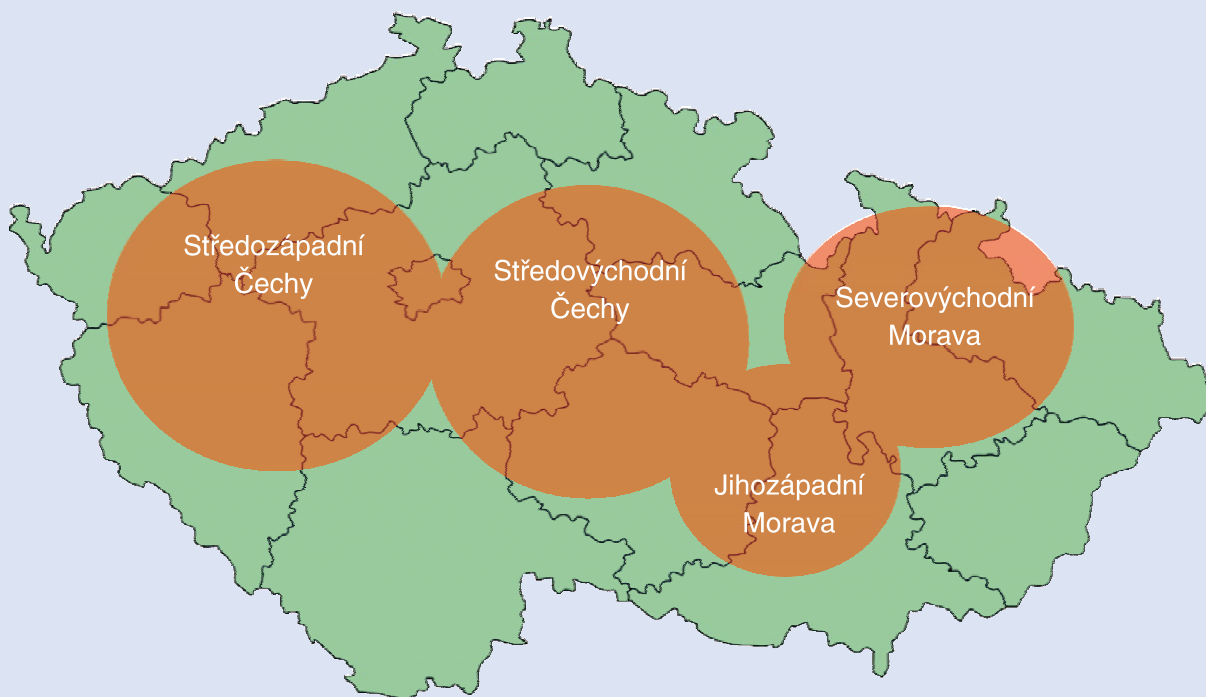 Středozápadní
Čechy
Středovýchodní
Čechy
Severovýchodní
Morava
Jihozápadní
Morava